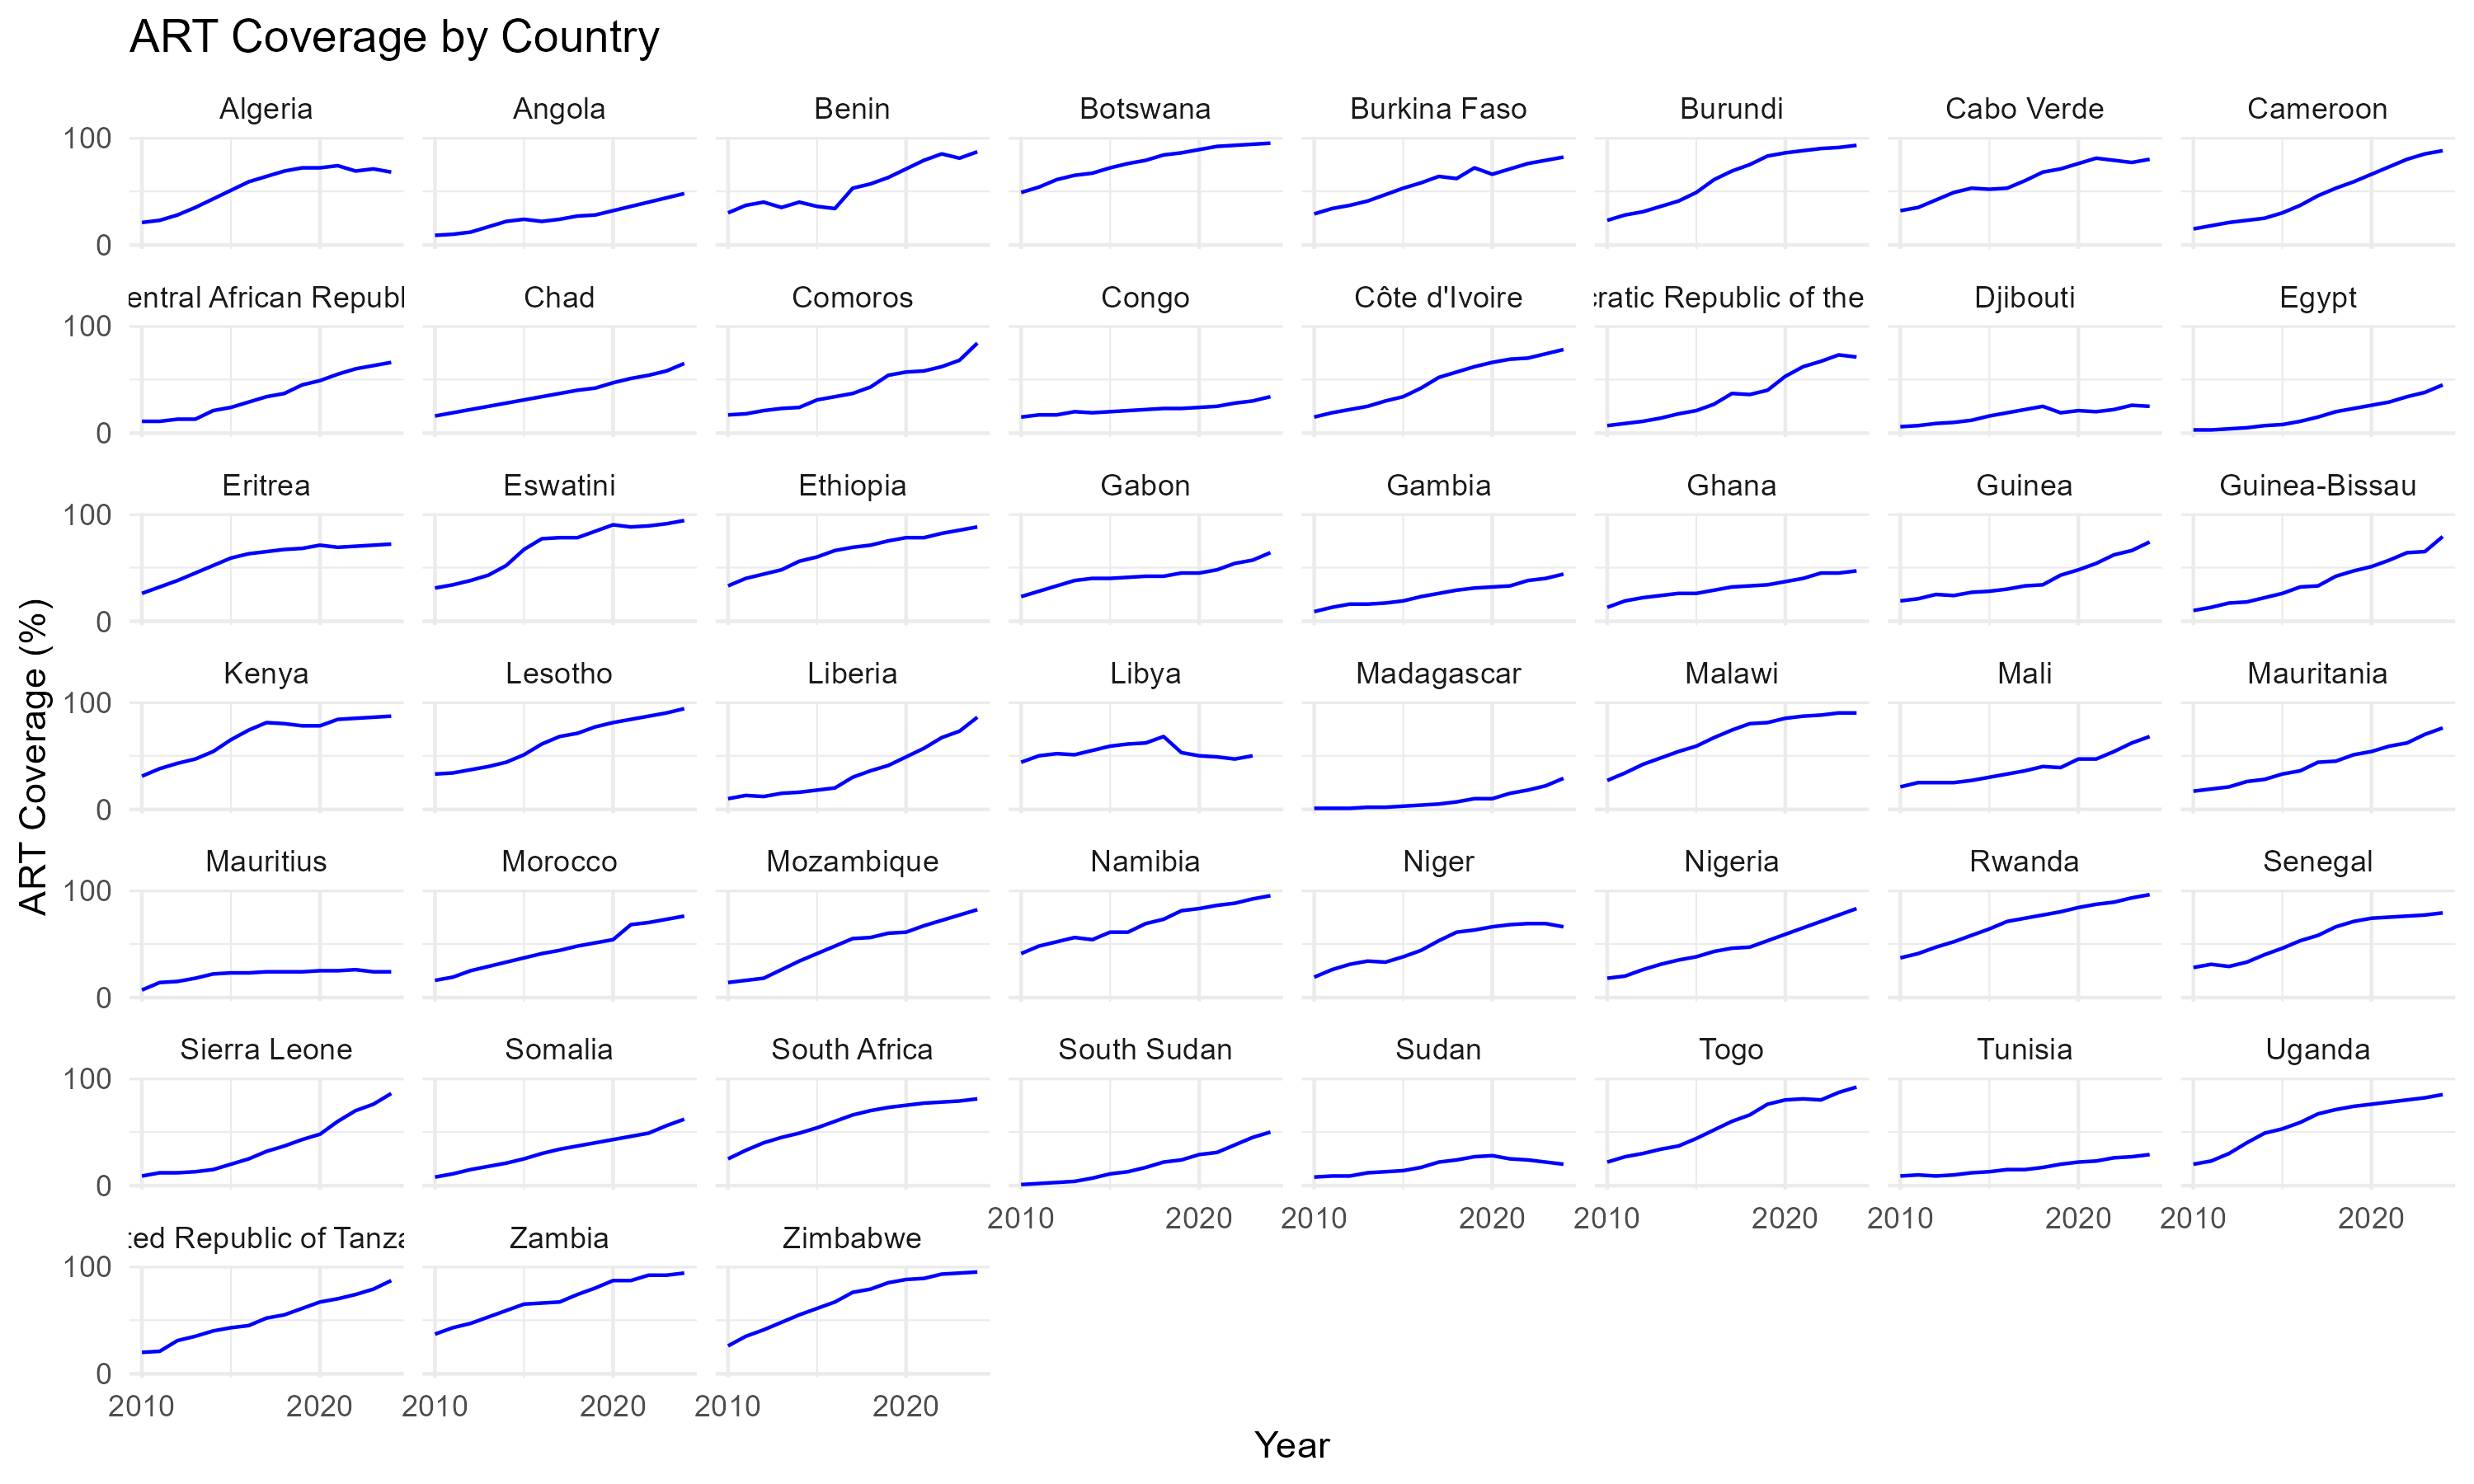 ART Coverage by Country
Algeria Angola Benin Botswana Burkina Faso Burundi Cabo Verde Cameroon
100
0
entral African Republ Chad Comoros Congo Côte d'Ivoire cratic Republic of the Djibouti Egypt
100
0
Eritrea Eswatini Ethiopia Gabon Gambia Ghana Guinea Guinea-Bissau
100
0
Kenya Lesotho Liberia Libya Madagascar Malawi Mali Mauritania
100
0
Mauritius Morocco Mozambique Namibia Niger Nigeria Rwanda Senegal
100
0
Sierra Leone Somalia South Africa South Sudan Sudan Togo Tunisia Uganda
100
0
2010 2020 2010 2020 2010 2020 2010 2020 2010 2020
ted Republic of Tanza Zambia Zimbabwe
100
0
2010 2020 2010 2020 2010 2020
Year
ART Coverage (%)